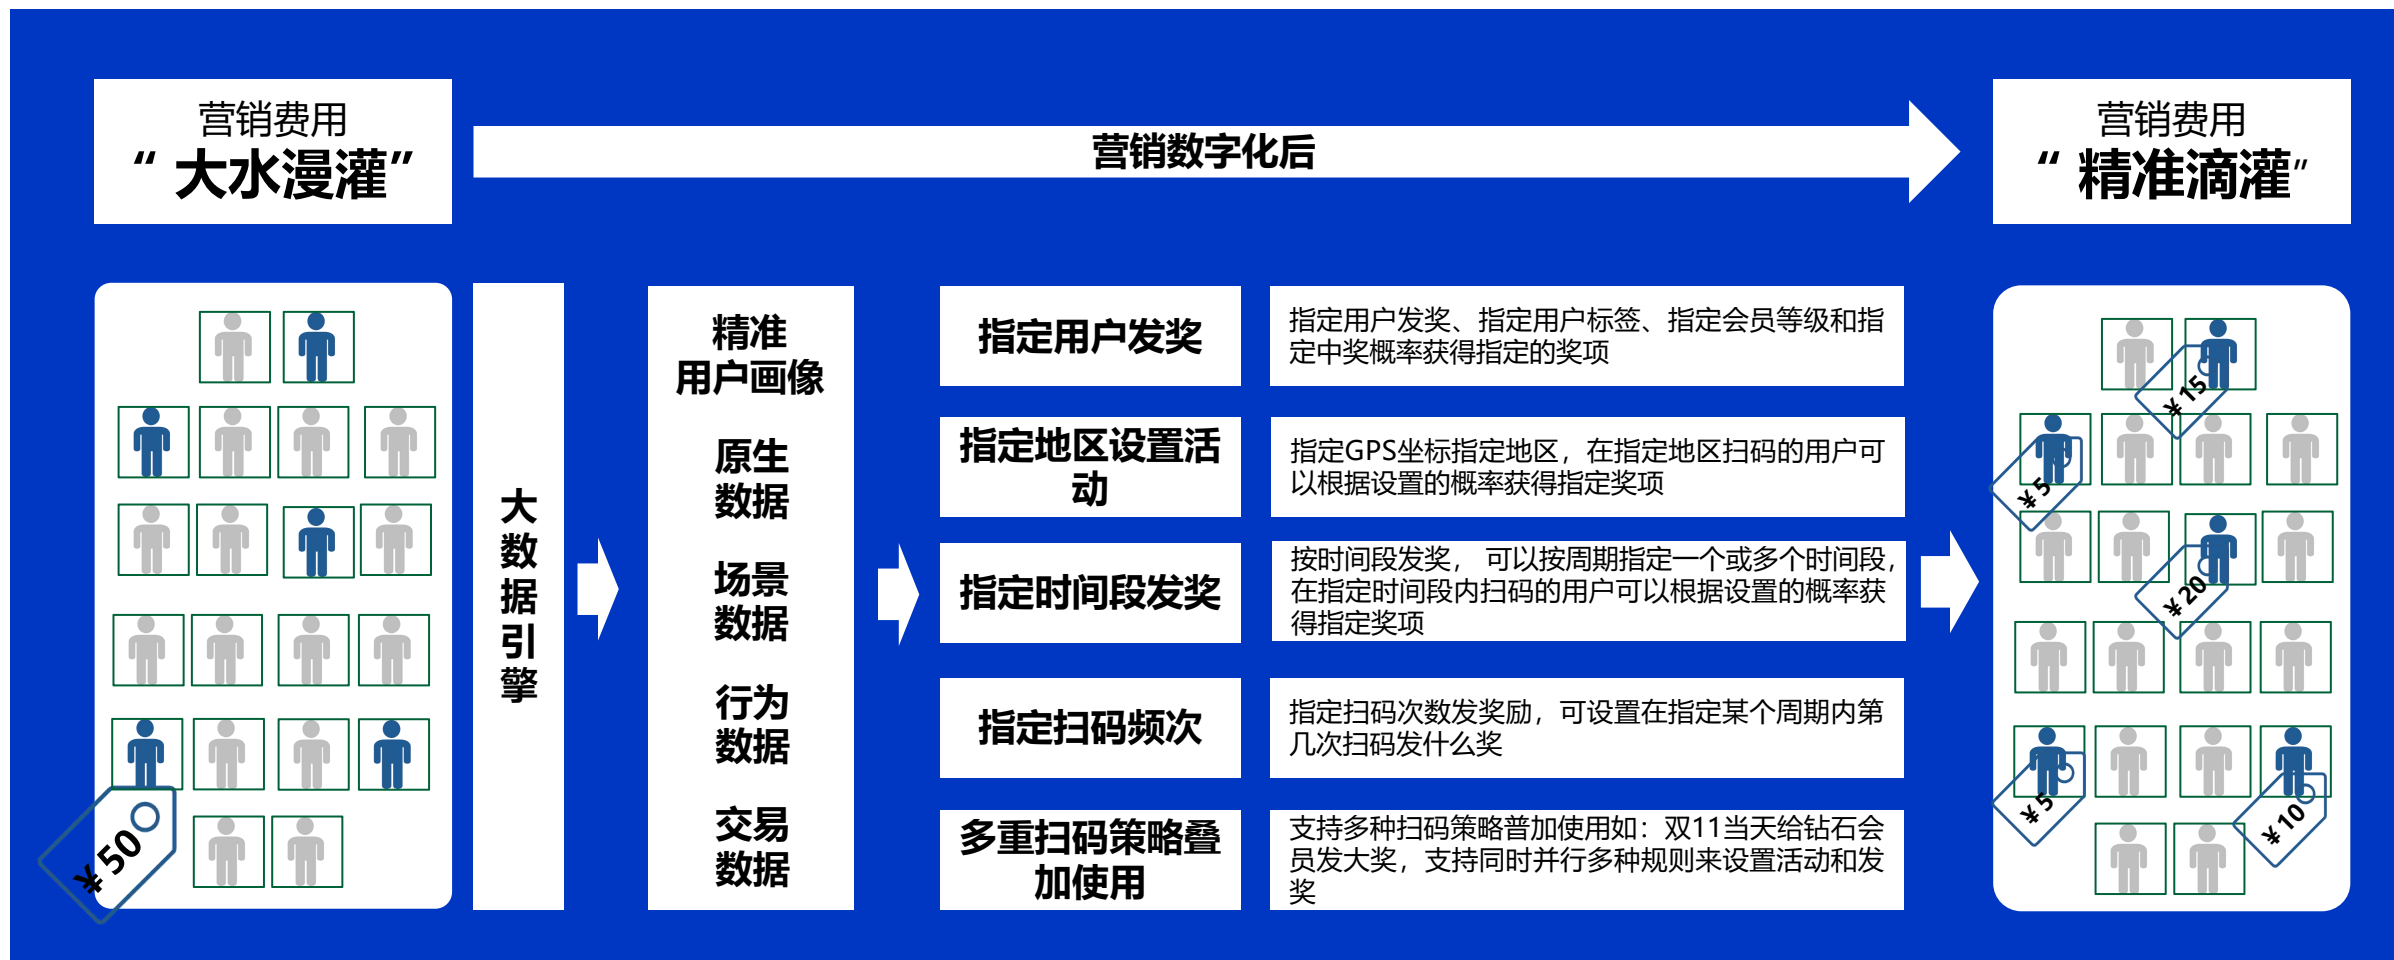 营销费用
“ 大水漫灌”
营销数字化后
营销费用
“ 精准滴灌”
¥50
大
数
据
引
擎
精准
用户画像
原生
数据
场景
数据
行为
数据
交易
数据
指定用户发奖
指定用户发奖、指定用户标签、指定会员等级和指
定中奖概率获得指定的奖项
指定地区设置活
动
指定GPS坐标指定地区，在指定地区扫码的用户可
以根据设置的概率获得指定奖项
指定时间段发奖
按时间段发奖， 可以按周期指定一个或多个时间段，
在指定时间段内扫码的用户可以根据设置的概率获
得指定奖项
指定扫码频次
指定扫码次数发奖励，可设置在指定某个周期内第
几次扫码发什么奖
多重扫码策略叠
加使用
支持多种扫码策略普加使用如：双11当天给钻石会
员发大奖，支持同时并行多种规则来设置活动和发
奖
¥15
¥5
¥20
¥5
¥10